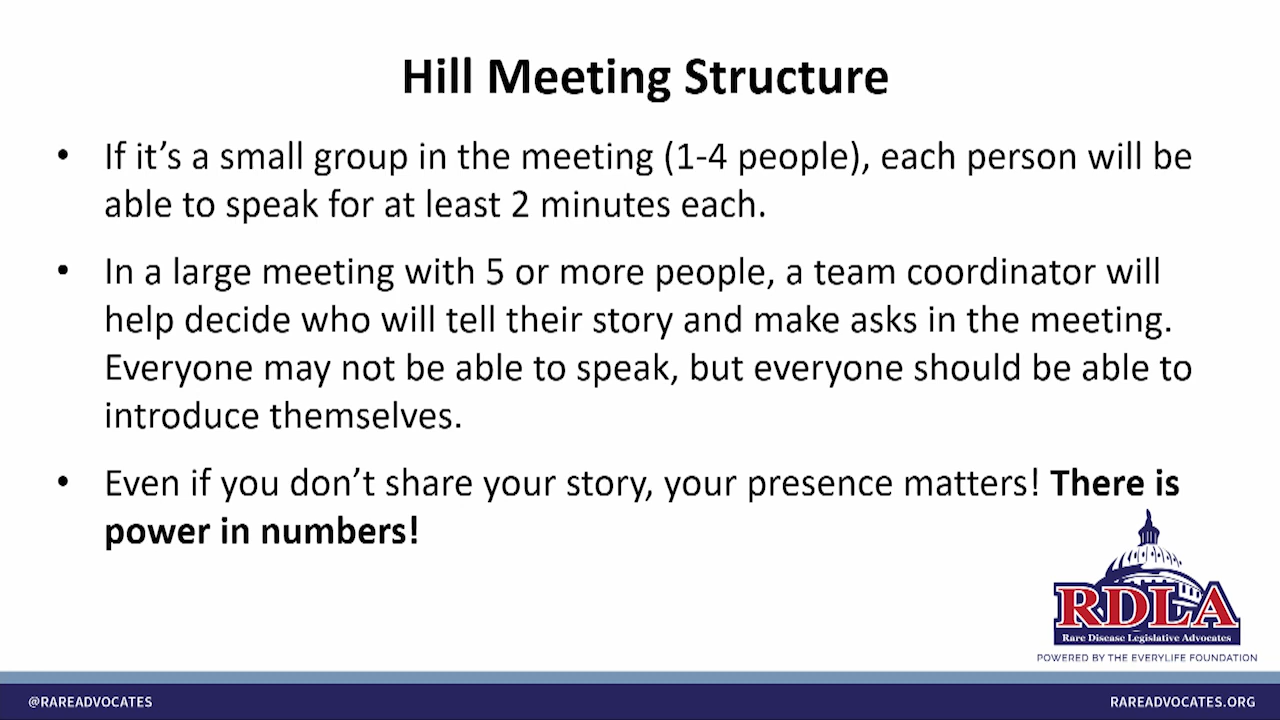 Hill Meeting Structure
• If it’s a small group in the meeting (1-4 people), each person will be
able to speak for at least 2 minutes each.
• In a large meeting with 5 or more people, a team coordinator will
help decide who will tell their story and make asks in the meeting.
Everyone may not be able to speak, but everyone should be able to
introduce themselves.
• Even if you don’t share your story, your presence matters! There is
power in numbers!
RDLA
Rare Disease Legislative Advocates
POWERED BY THE EVERYLIFE FOUNDATION
@RAREADVOCATES
RAREADVOCATES.ORG